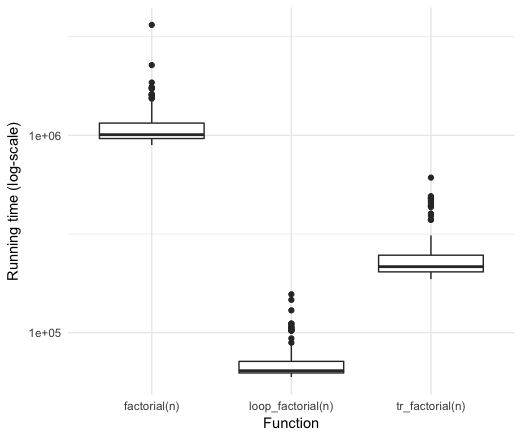 Running time (log-scale)
1e+06
1e+05
factorial(n) loop_factorial(n) tr_factorial(n)
Function